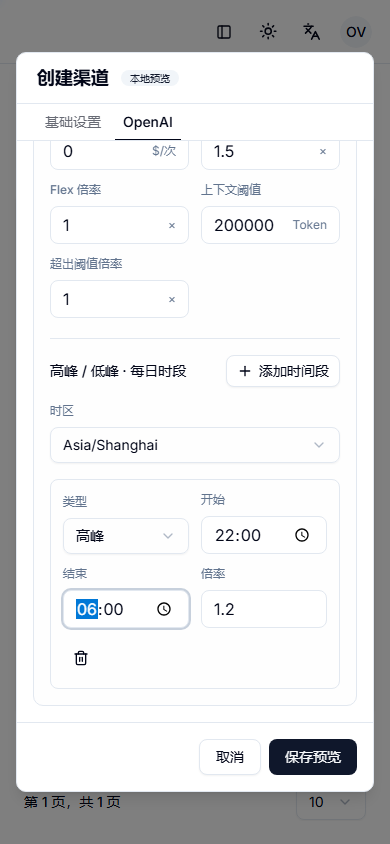 OV
创建渠道 本地预览
基础设置 OpenAI
0 $/次 1.5 ×
Flex 倍率 上下文阈值
1 × 200000 Token
超出阈值倍率
1 ×
高峰 / 低峰 · 每日时段 + 添加时间段
时区
Asia/Shanghai
类型 开始
高峰 22:00
结束 倍率
06:00 1.2
取消 保存预览
第 1 页，共 1 页 10